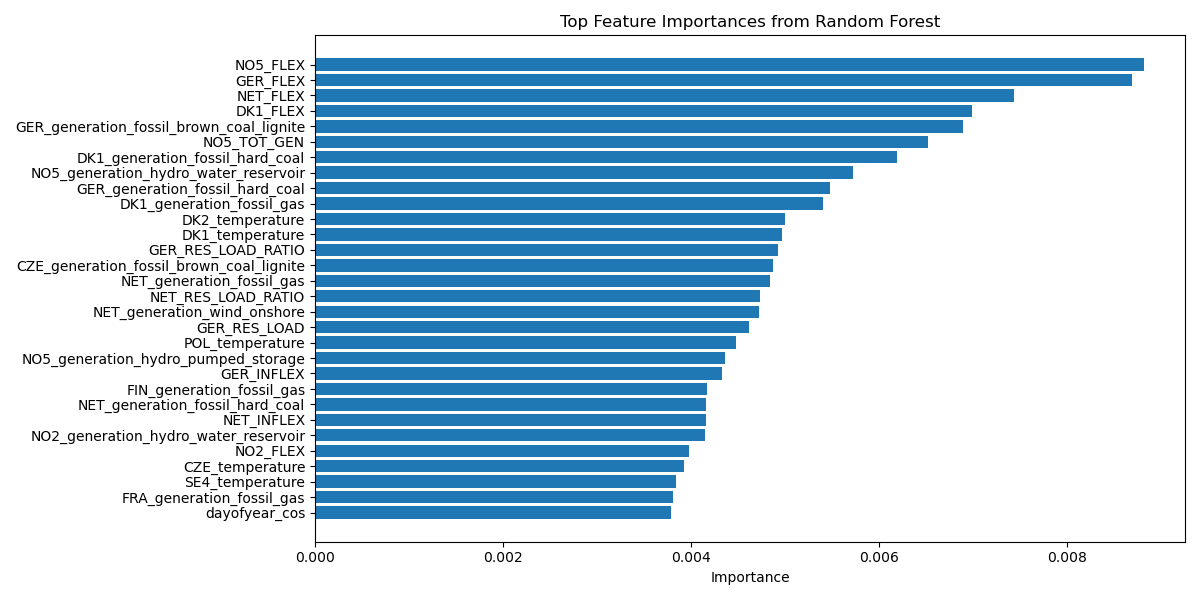 Top Feature Importances from Random Forest
NO5_FLEX
GER_FLEX
NET_FLEX
DK1_FLEX
GER_generation_fossil_brown_coal_lignite
NO5_TOT_GEN
DK1_generation_fossil_hard_coal
NO5_generation_hydro_water_reservoir
GER_generation_fossil_hard_coal
DK1_generation_fossil_gas
DK2_temperature
DK1_temperature
GER_RES_LOAD_RATIO
CZE_generation_fossil_brown_coal_lignite
NET_generation_fossil_gas
NET_RES_LOAD_RATIO
NET_generation_wind_onshore
GER_RES_LOAD
POL_temperature
NO5_generation_hydro_pumped_storage
GER_INFLEX
FIN_generation_fossil_gas
NET_generation_fossil_hard_coal
NET_INFLEX
NO2_generation_hydro_water_reservoir
NO2_FLEX
CZE_temperature
SE4_temperature
FRA_generation_fossil_gas
dayofyear_cos
0.000 0.002 0.004 0.006 0.008
Importance